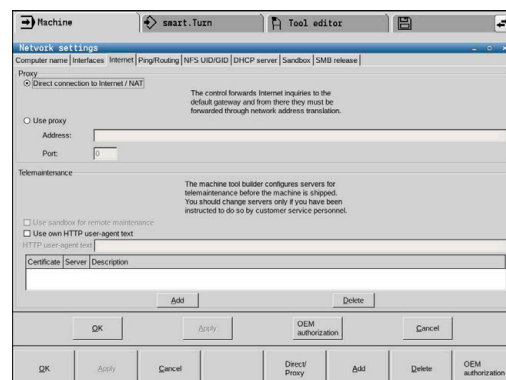 Machine
smart.Turn
Tool editor
Network settings
Computer name Interfaces Internet Ping/Routing NFS UID/GID DHCP server Sandbox SMB release
Proxy
Direct connection to Internet / NAT
The control forwards Internet inquiries to the
default gateway and from there they must be
forwarded through network address translation.
Use proxy
Address:
Port: 0
Telemaintenance
The machine tool builder configures servers for
telemaintenance before the machine is shipped.
You should change servers only if you have been
instructed to do so by customer service personnel.
Use sandbox for remote maintenance
Use own HTTP user-agent text
HTTP user-agent text
Certificate Server Description
Add Delete
OK Apply OEM authorization Cancel
OK Apply Cancel Direct/ Proxy Add Delete OEM authorization